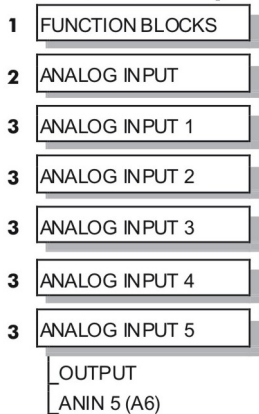 1 FUNCTION BLOCKS
2 ANALOG INPUT
3 ANALOG INPUT 1
3 ANALOG INPUT 2
3 ANALOG INPUT 3
3 ANALOG INPUT 4
3 ANALOG INPUT 5
OUTPUT
ANIN 5 (A6)